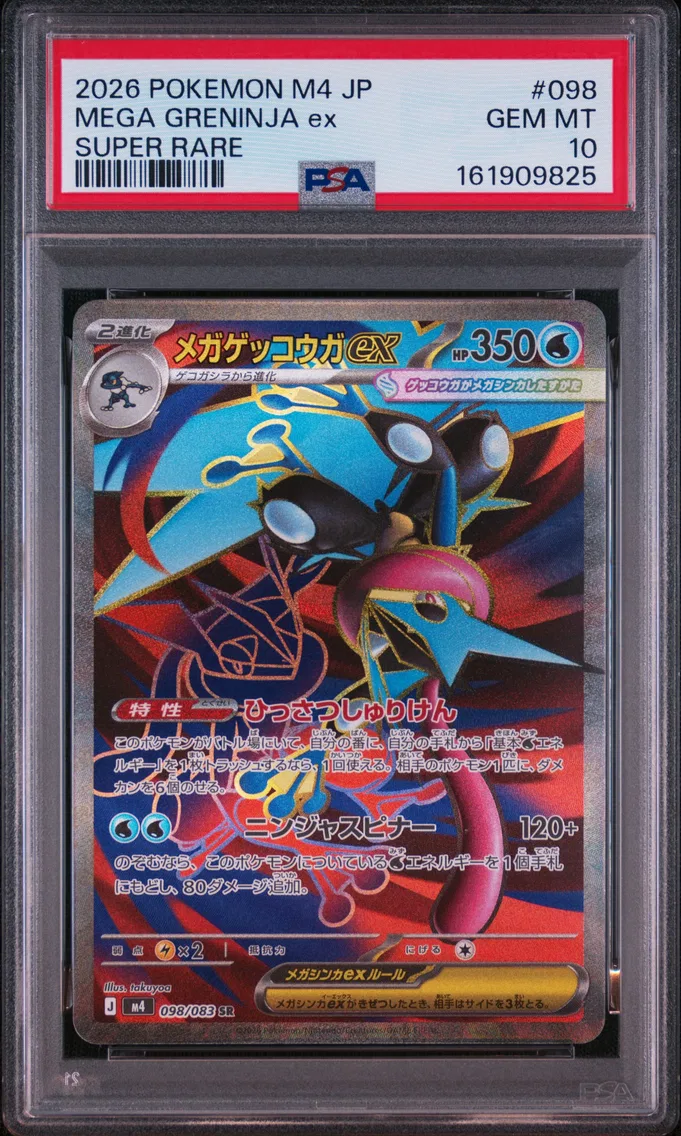 2026 POKEMON M4 JP #098
MEGA GRENINJA ex GEM MT
SUPER RARE 10
PSA 161909825
2進化 メガゲッコウガex HP350
ゲコガシラから進化
ゲッコウガがメガシンカしたすがた
特性 とくせい ひっさつしゅりけん
このポケモンがバトル場にいて、自分の番に、自分の手札から「基本エネ
ルギー」を1枚トラッシュするなら、1回使える。相手のポケモン1匹に、ダメ
カンを6個のせる。
ニンジャスピナー 120+
のぞむなら、このポケモンについているエネルギーを1個手札
にもどし、80ダメージ追加。
弱点 ×2 抵抗力 にげる
メガシンカexルール
メガシンカexがきぜつしたとき、相手はサイドを3枚とる。
Illus. takuyoa
J M4 098/083 SR
©2026 Pokémon/Nintendo/Creatures/GAME FREAK
PSA